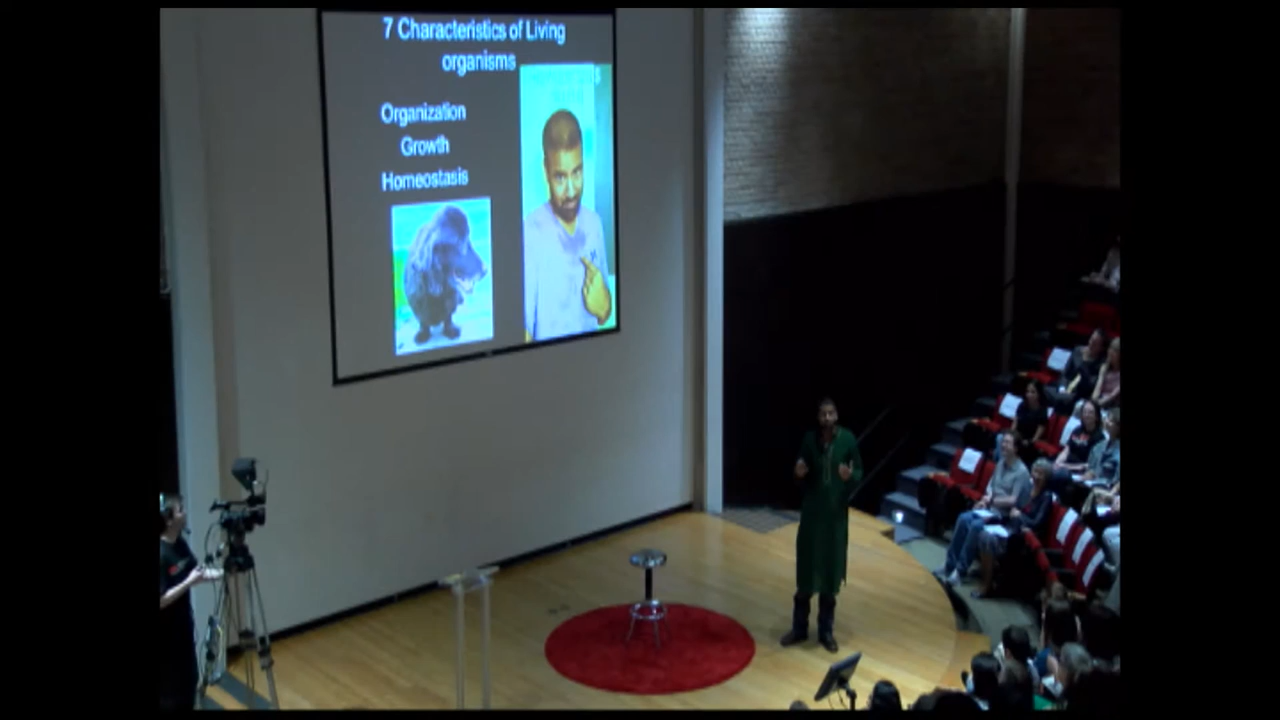 7 Characteristics of Living
organisms
Organization
Growth
Homeostasis